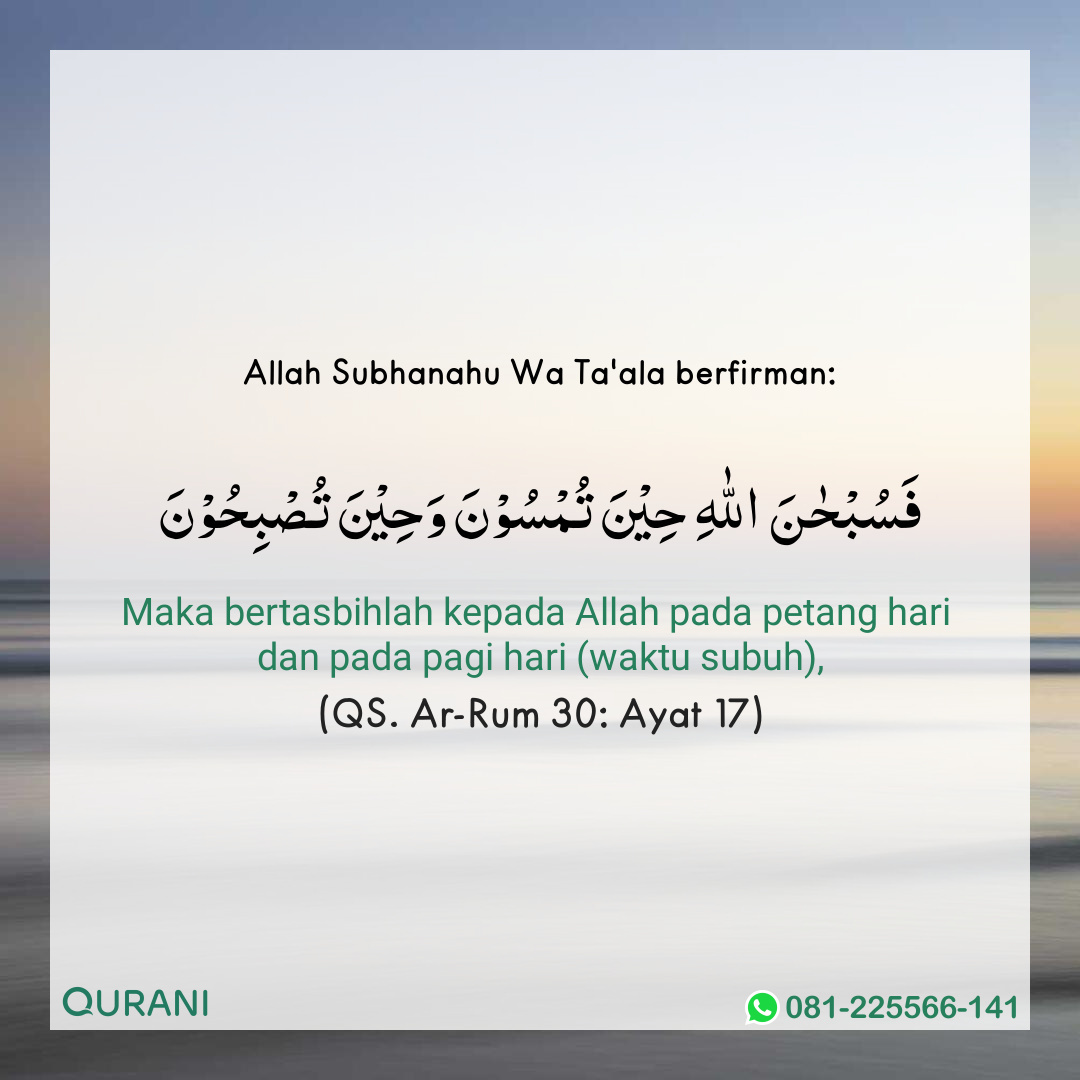 Allah Subhanahu Wa Ta'ala berfirman:
فَسُبْحٰنَ اللّٰهِ حِيْنَ تُمْسُوْنَ وَحِيْنَ تُصْبِحُوْنَ
Maka bertasbihlah kepada Allah pada petang hari
dan pada pagi hari (waktu subuh),
(QS. Ar-Rum 30: Ayat 17)
QURANI
081-225566-141